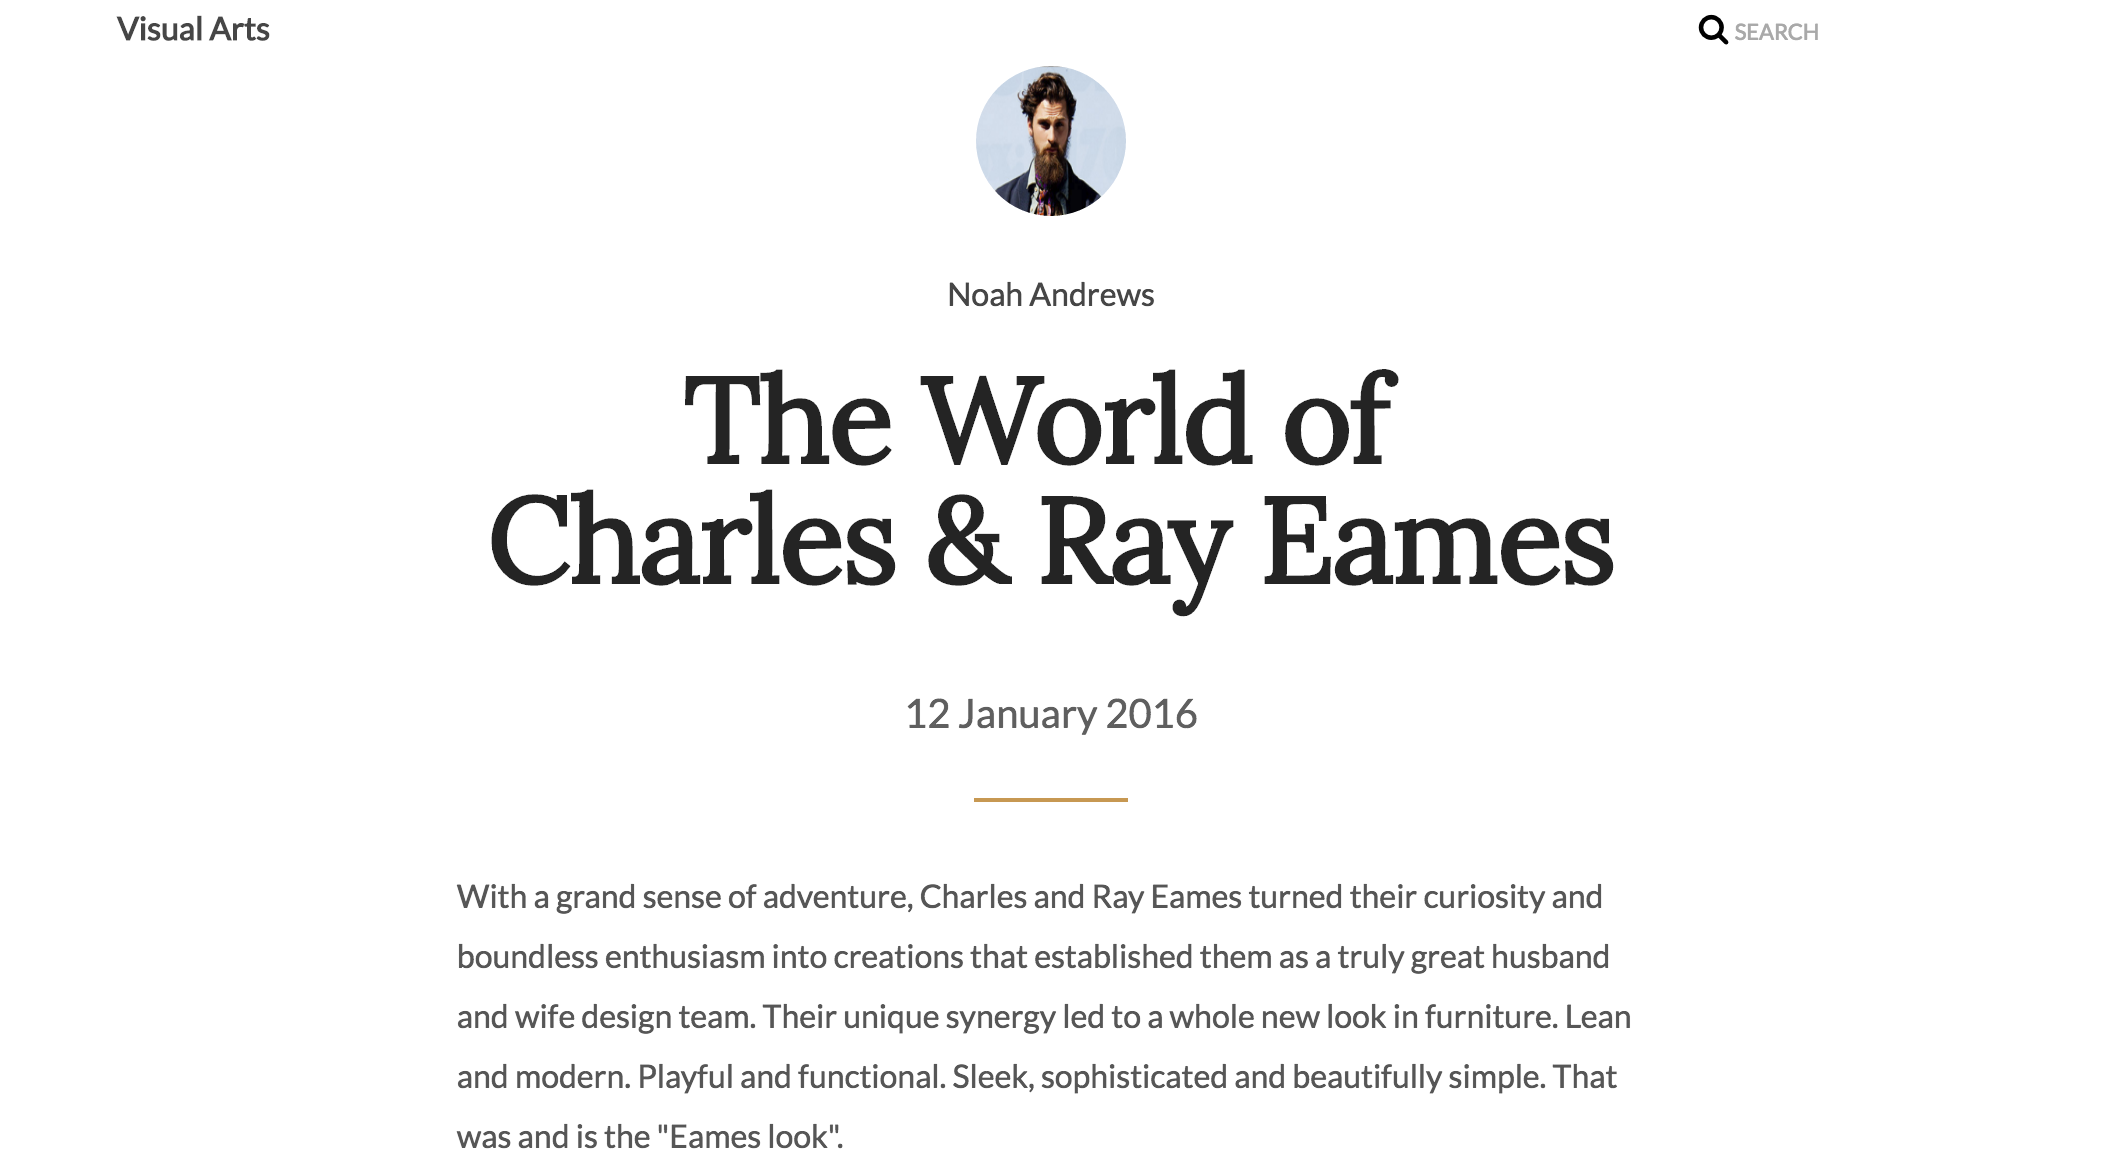 Visual Arts
SEARCH
Noah Andrews
The World of
Charles & Ray Eames
12 January 2016
With a grand sense of adventure, Charles and Ray Eames turned their curiosity and
boundless enthusiasm into creations that established them as a truly great husband
and wife design team. Their unique synergy led to a whole new look in furniture. Lean
and modern. Playful and functional. Sleek, sophisticated and beautifully simple. That
was and is the "Eames look".